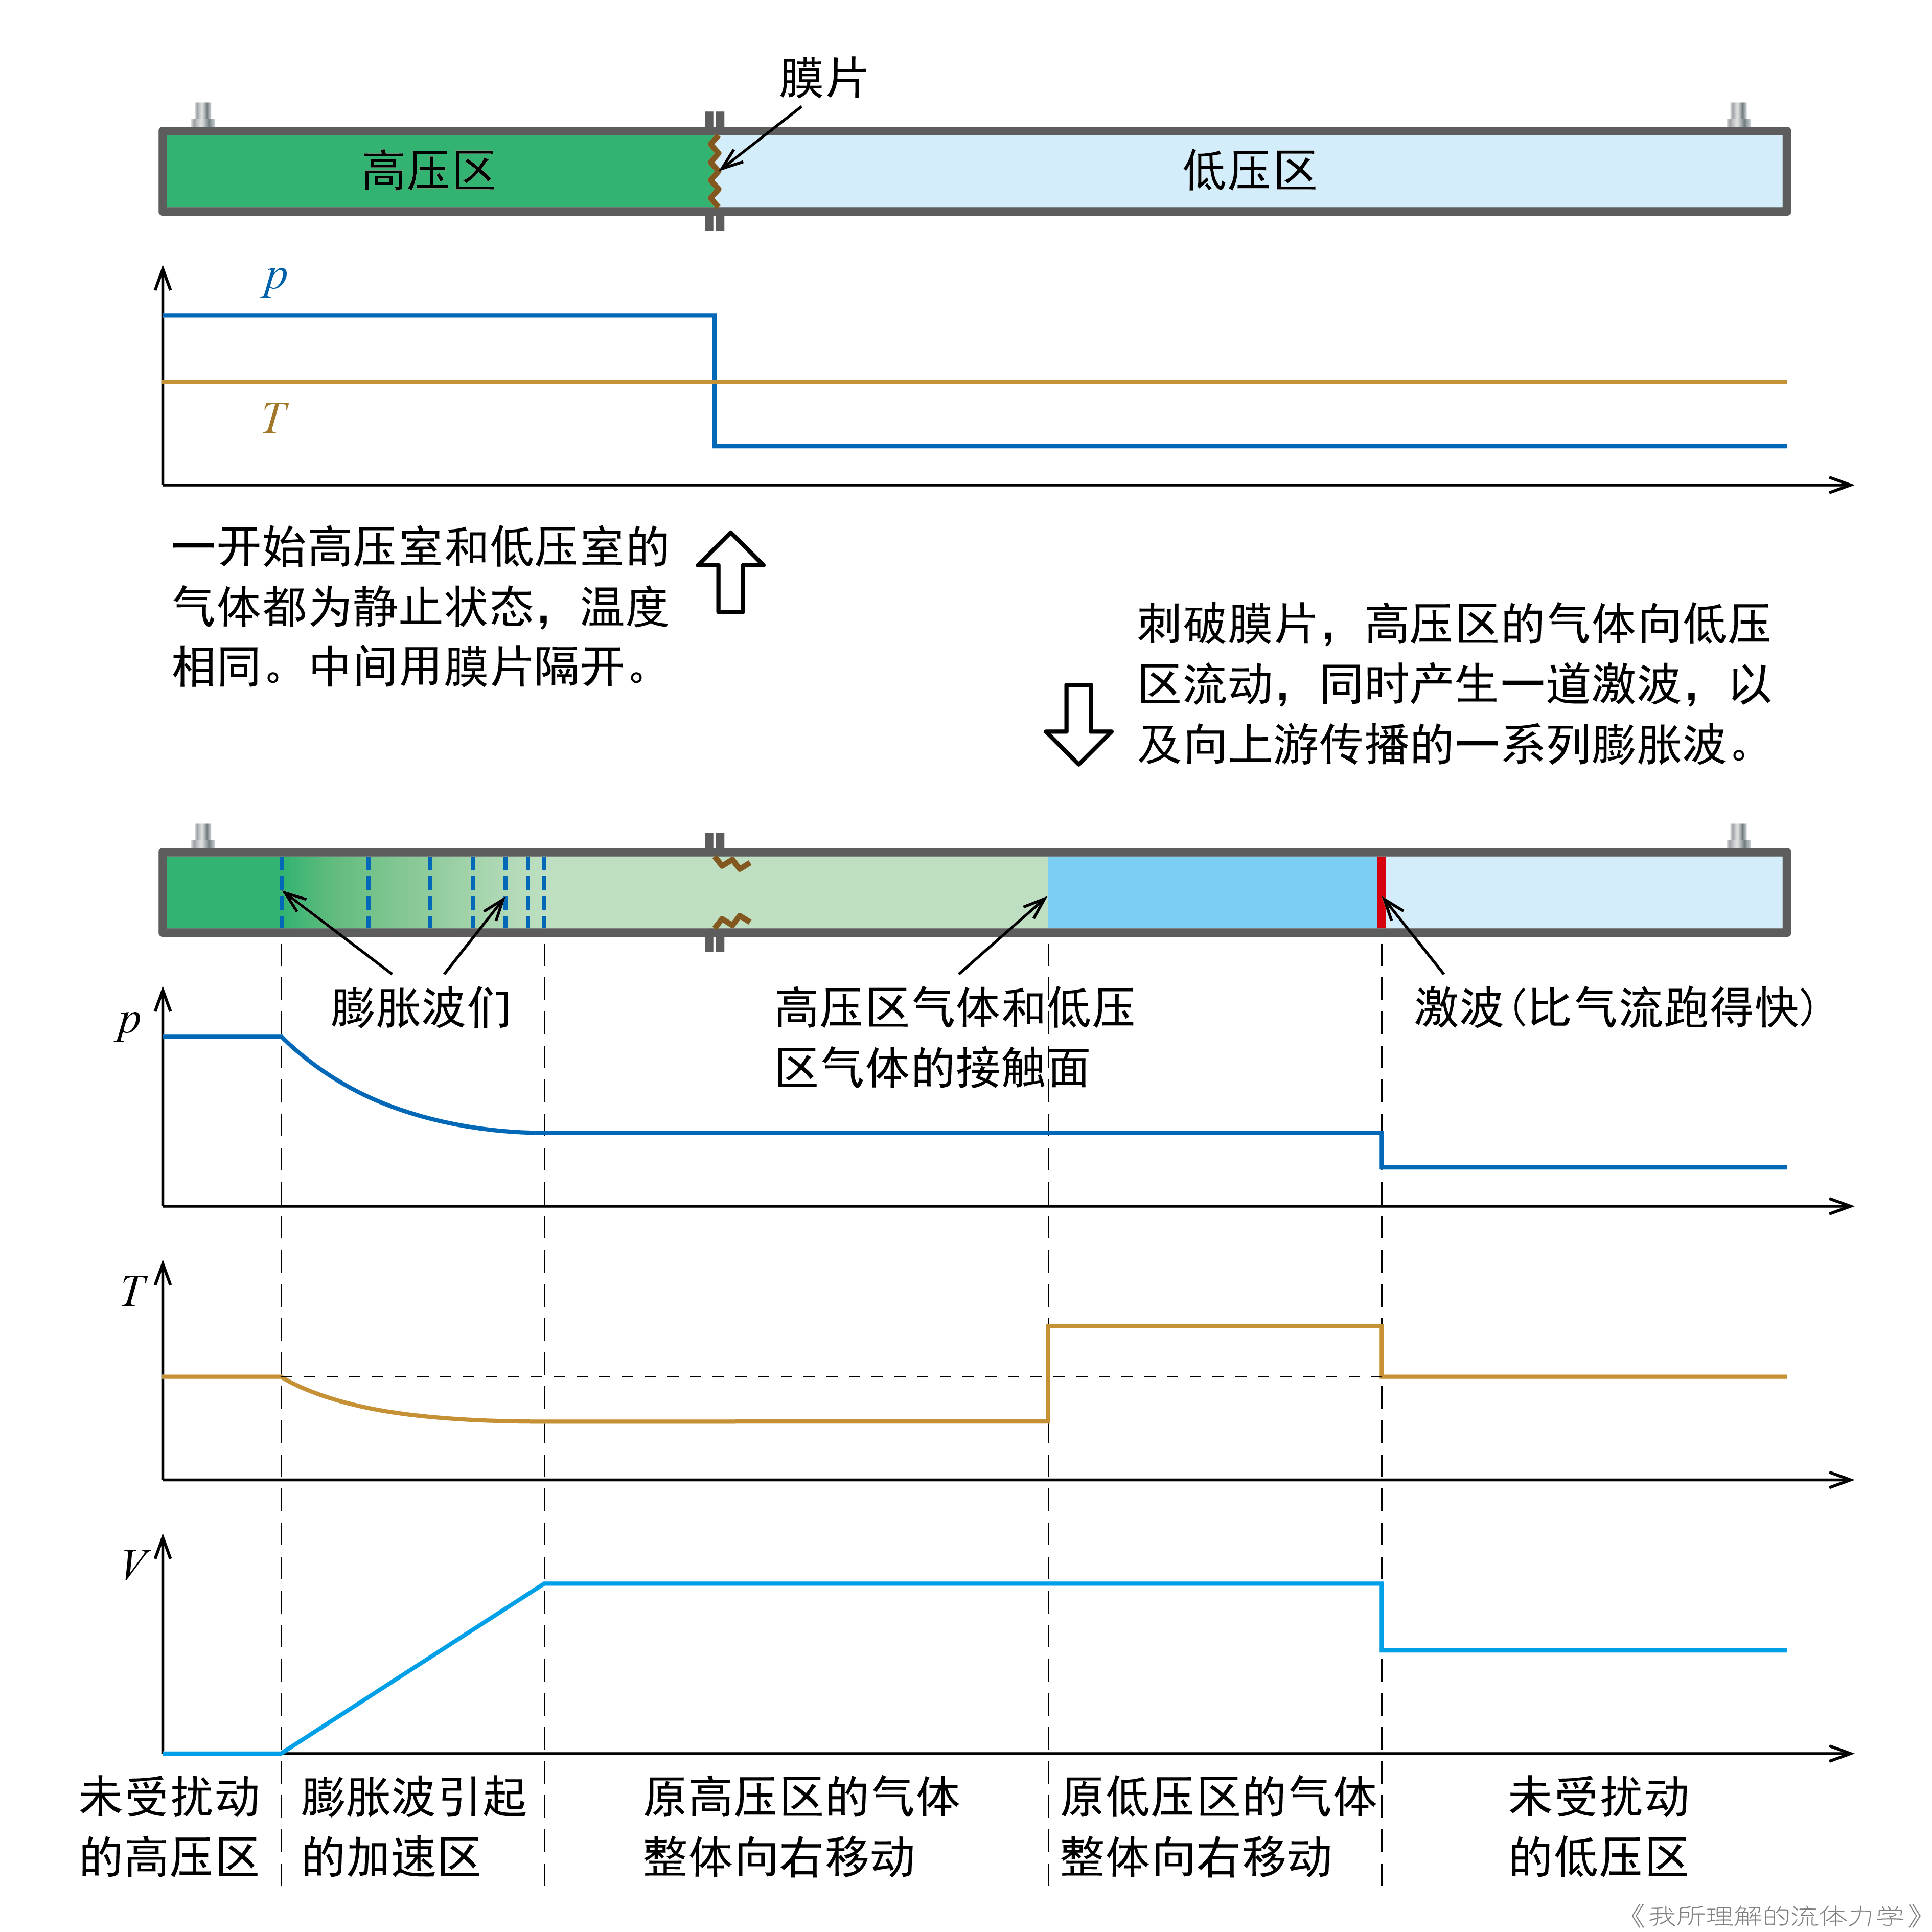 膜片
高压区
低压区
p
T
一开始高压室和低压室的
气体都为静止状态，温度
相同。中间用膜片隔开。
刺破膜片，高压区的气体向低压
区流动，同时产生一道激波，以
及向上游传播的一系列膨胀波。
膨胀波们
高压区气体和低压
区气体的接触面
激波(比气流跑得快)
p
T
V
未受扰动
的高压区
膨胀波引起
的加速区
原高压区的气体
整体向右移动
原低压区的气体
整体向右移动
未受扰动
的低压区
《我所理解的流体力学》